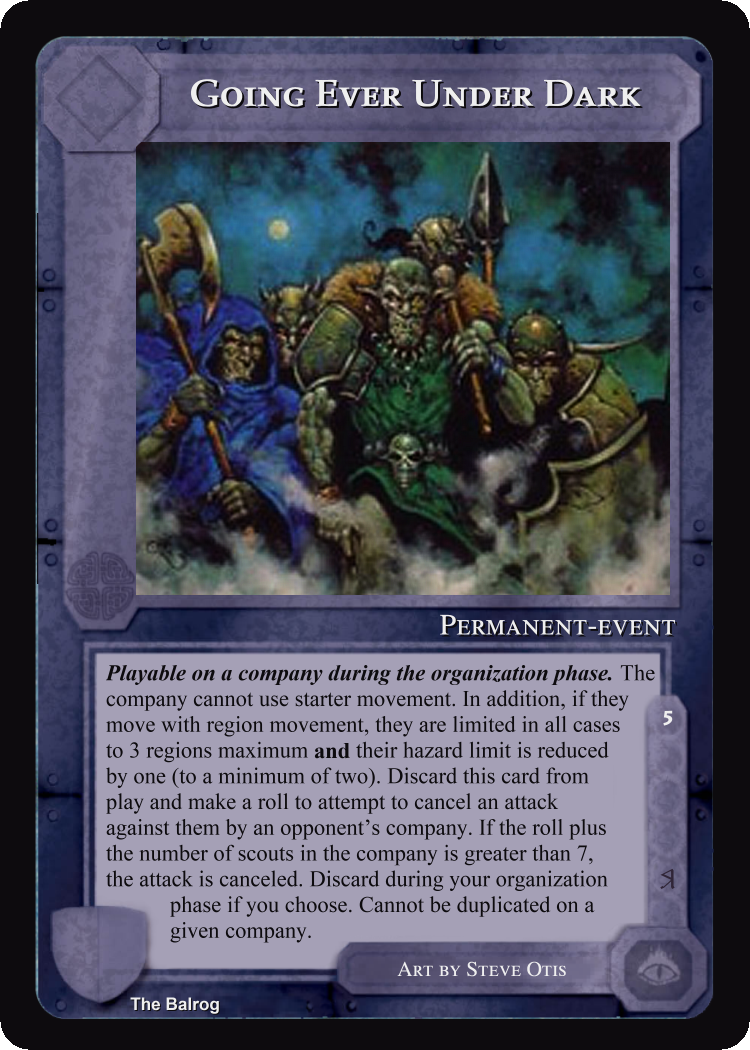 Going Ever Under Dark
Permanent-event
Playable on a company during the organization phase. The
company cannot use starter movement. In addition, if they
move with region movement, they are limited in all cases
to 3 regions maximum and their hazard limit is reduced
by one (to a minimum of two). Discard this card from
play and make a roll to attempt to cancel an attack
against them by an opponent’s company. If the roll plus
the number of scouts in the company is greater than 7,
the attack is canceled. Discard during your organization
phase if you choose. Cannot be duplicated on a
given company.
5
Art by Steve Otis
The Balrog